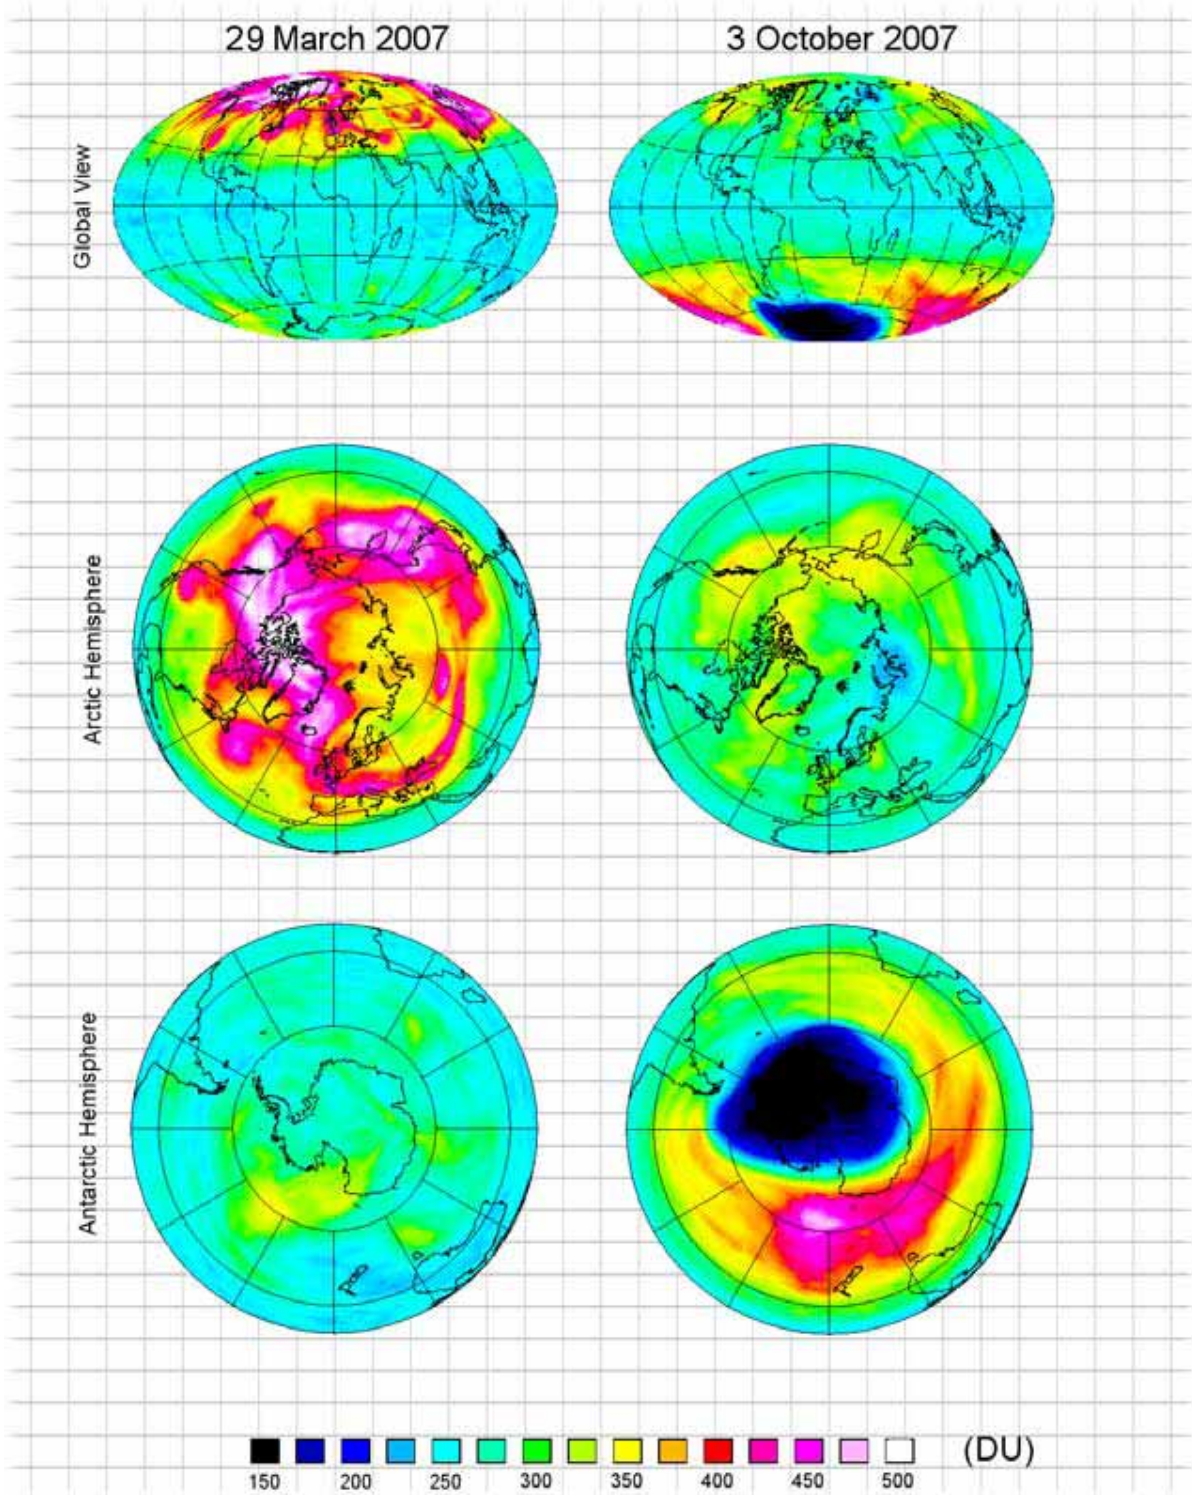 29 March 2007
3 October 2007
Global View
Arctic Hemisphere
Antarctic Hemisphere
150 200 250 300 350 400 450 500 (DU)